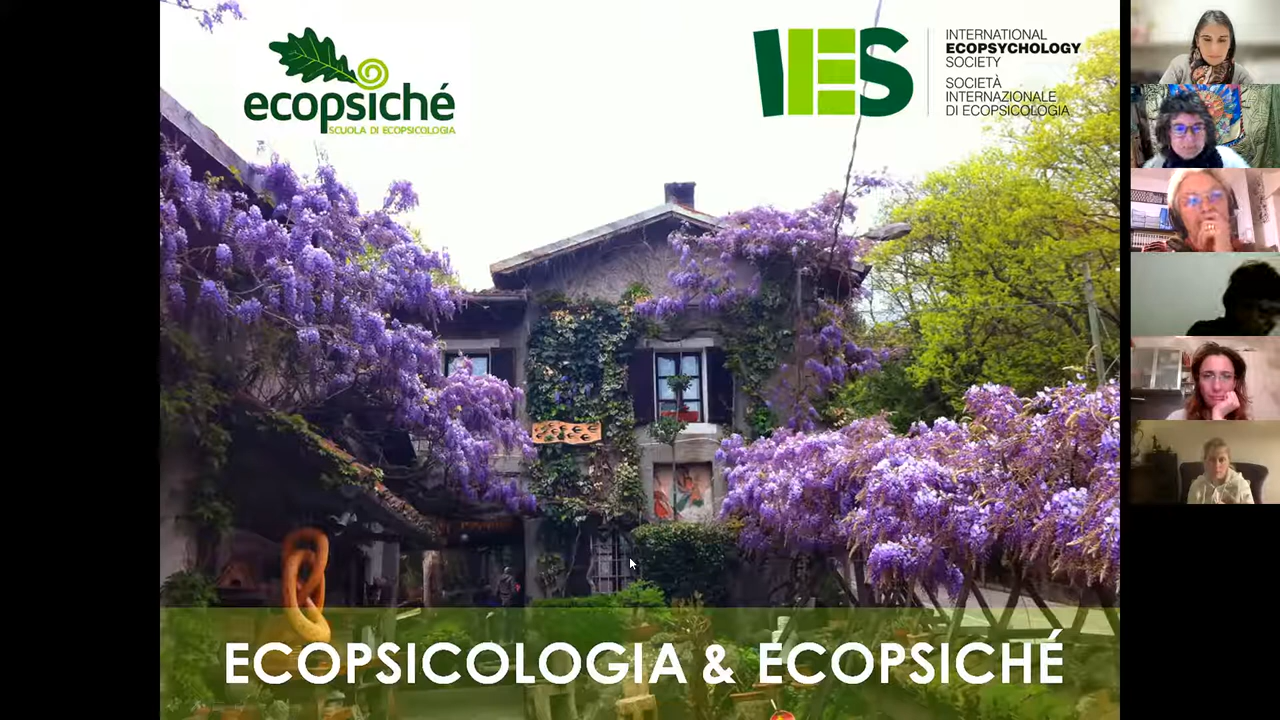 ecopsiché
SCUOLA DI ECOPSICOLOGIA
IES
INTERNATIONAL
ECOPSYCHOLOGY
SOCIETY
SOCIETÀ
INTERNAZIONALE
DI ECOPSICOLOGIA
ECOPSICOLOGIA & ECOPSICHÉ